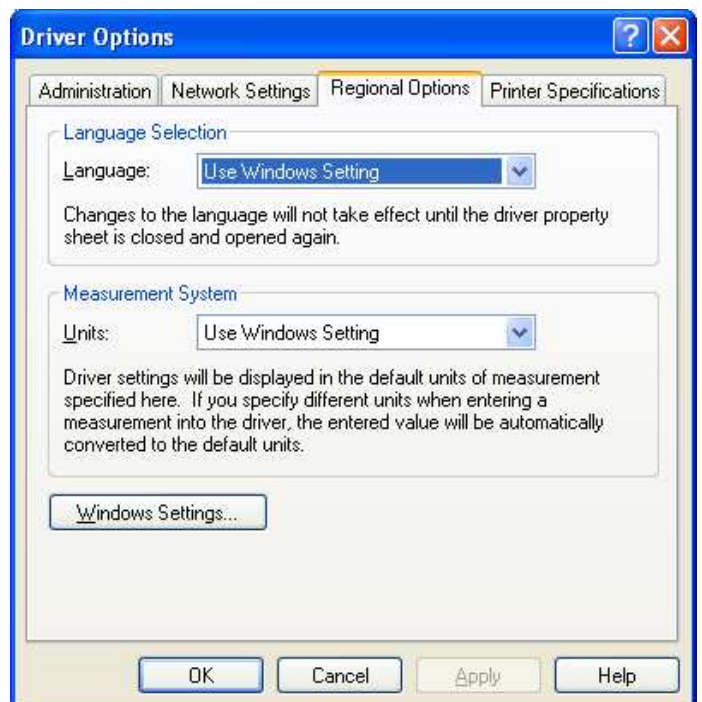 Driver Options
Administration Network Settings Regional Options Printer Specifications
Language Selection
Language: Use Windows Setting
Changes to the language will not take effect until the driver property
sheet is closed and opened again.
Measurement System
Units: Use Windows Setting
Driver settings will be displayed in the default units of measurement
specified here. If you specify different units when entering a
measurement into the driver, the entered value will be automatically
converted to the default units.
Windows Settings...
OK Cancel Apply Help